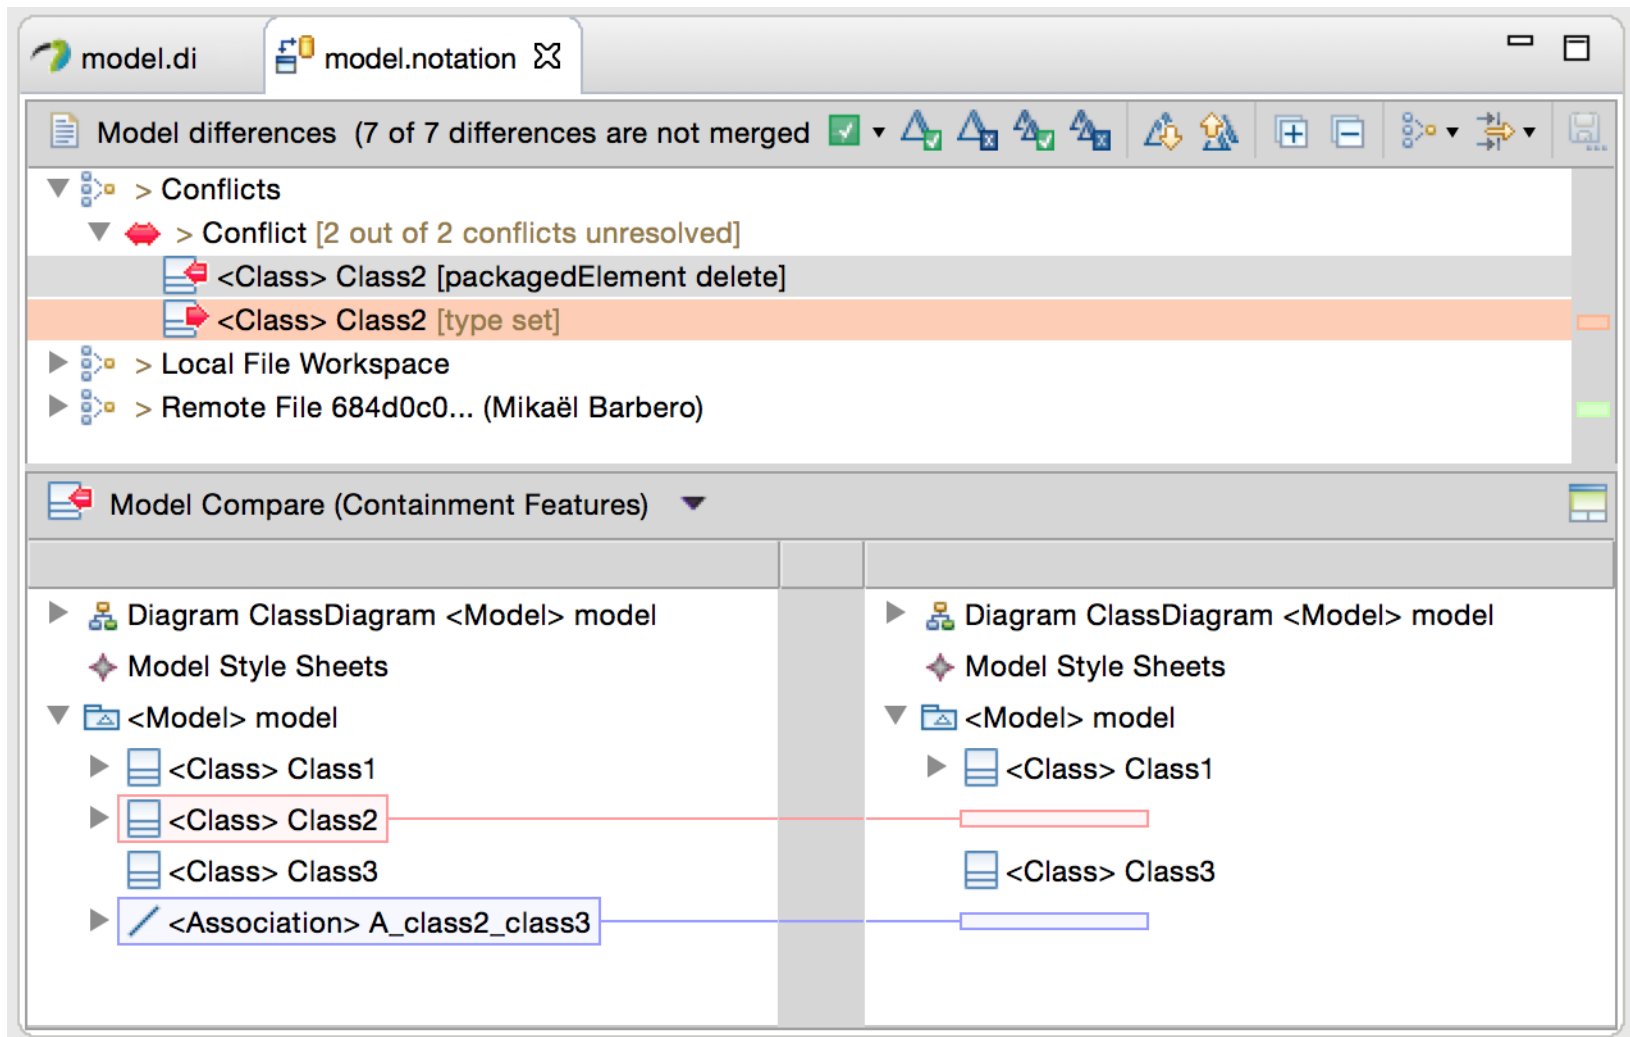 model.di model.notation
Model differences (7 of 7 differences are not merged
> Conflicts
> Conflict [2 out of 2 conflicts unresolved]
<Class> Class2 [packagedElement delete]
<Class> Class2 [type set]
> Local File Workspace
> Remote File 684d0c0... (Mikaël Barbero)
Model Compare (Containment Features)
Diagram ClassDiagram <Model> model
Model Style Sheets
<Model> model
<Class> Class1
<Class> Class2
<Class> Class3
<Association> A_class2_class3
Diagram ClassDiagram <Model> model
Model Style Sheets
<Model> model
<Class> Class1
<Class> Class3